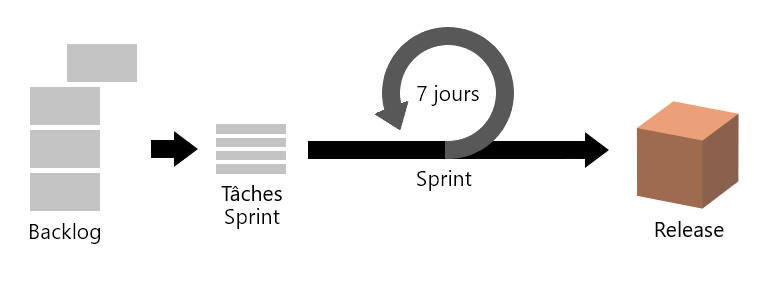 7 jours
Tâches
Sprint
Sprint
Backlog
Release